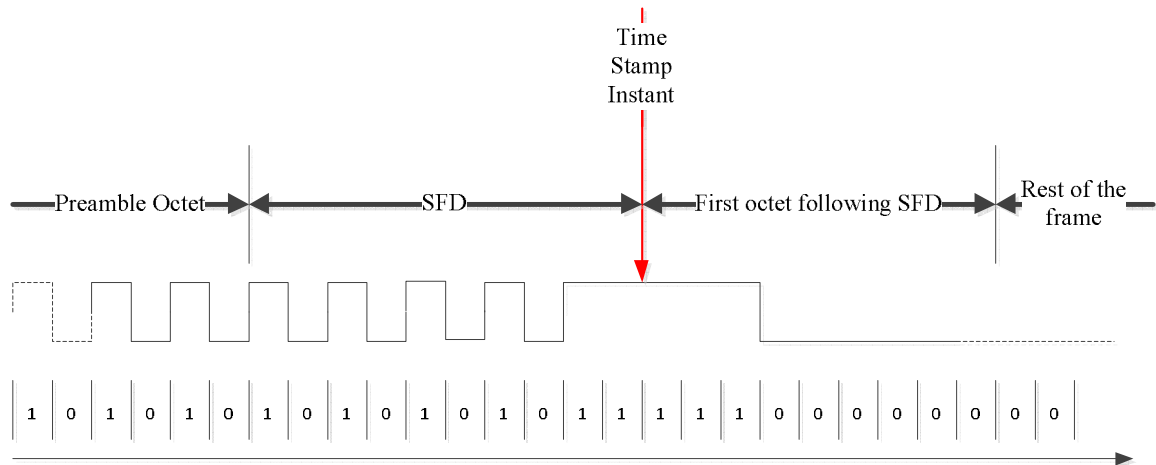 Time
Stamp
Instant
Preamble Octet
SFD
First octet following SFD
Rest of the
frame
1 0 1 0 1 0 1 0 1 0 1 0 1 0 1 1 1 1 1 0 0 0 0 0 0 0 0